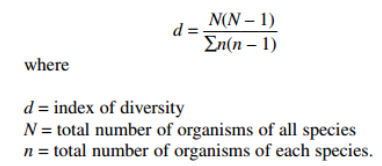 d = N(N – 1) / Σn(n – 1)
where
d = index of diversity
N = total number of organisms of all species
n = total number of organisms of each species.